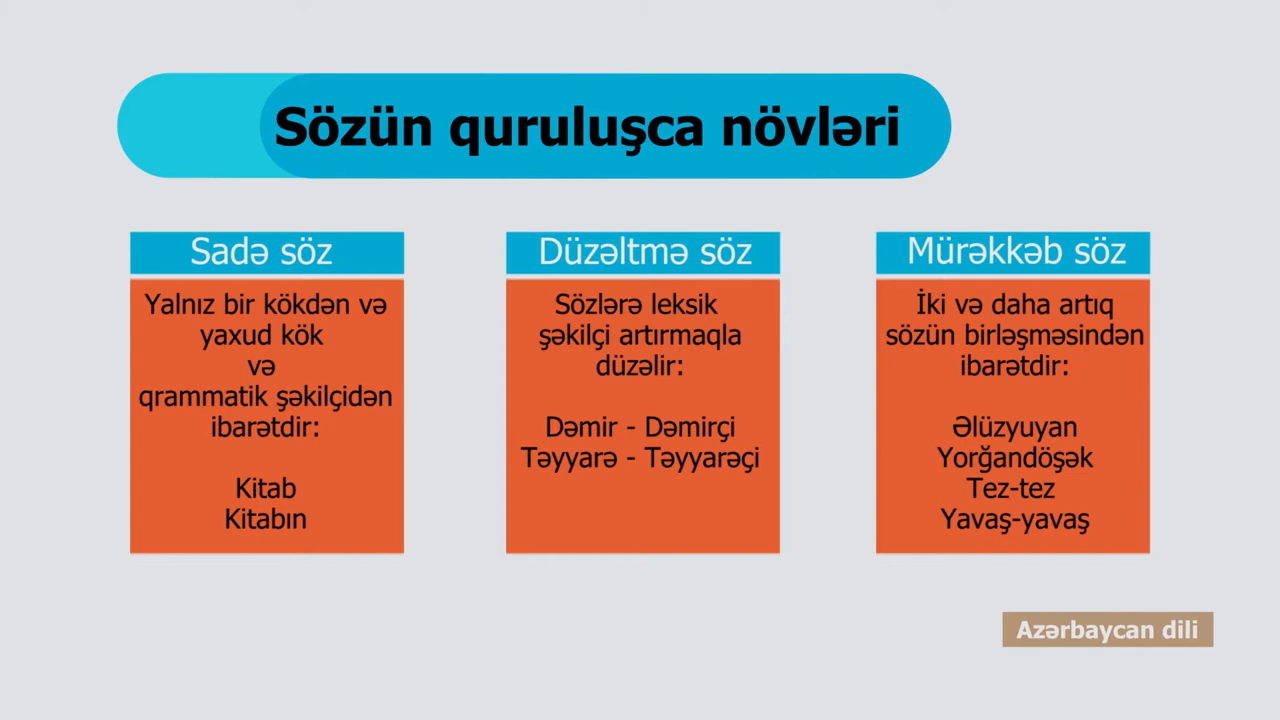 Sözün quruluşca növləri
Sadə söz
Yalnız bir kökdən və
yaxud kök
və
qrammatik şəkilçidən
ibarətdir:
Kitab
Kitabın
Düzəltmə söz
Sözlərə leksik
şəkilçi artırmaqla
düzəlir:
Dəmir - Dəmirçi
Təyyarə - Təyyarəçi
Mürəkkəb söz
İki və daha artıq
sözün birləşməsindən
ibarətdir:
Əlüzyuyan
Yorğandöşək
Tez-tez
Yavaş-yavaş
Azərbaycan dili